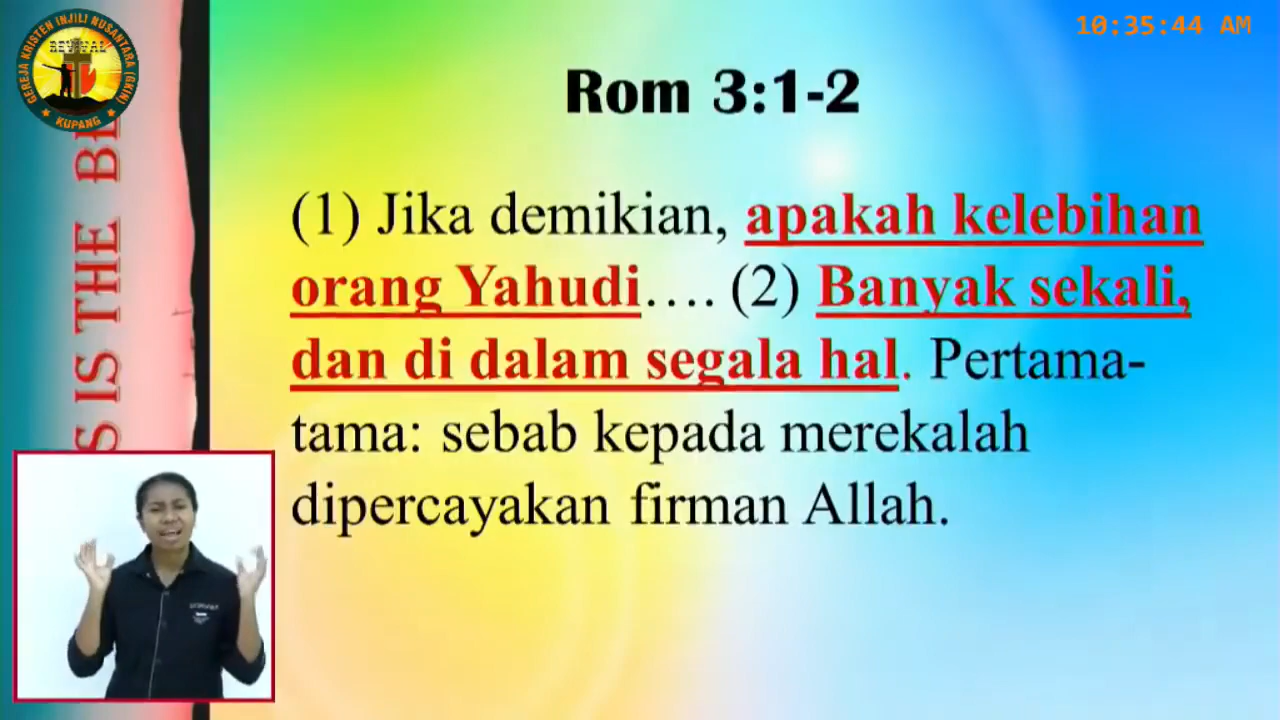 GEREJA KRISTEN INJILI NUSANTARA (GKIN)
REVIVAL
KUPANG
10:35:44 AM
S IS THE BE
Rom 3:1-2
(1) Jika demikian, apakah kelebihan
orang Yahudi…. (2) Banyak sekali,
dan di dalam segala hal. Pertama-
tama: sebab kepada merekalah
dipercayakan firman Allah.